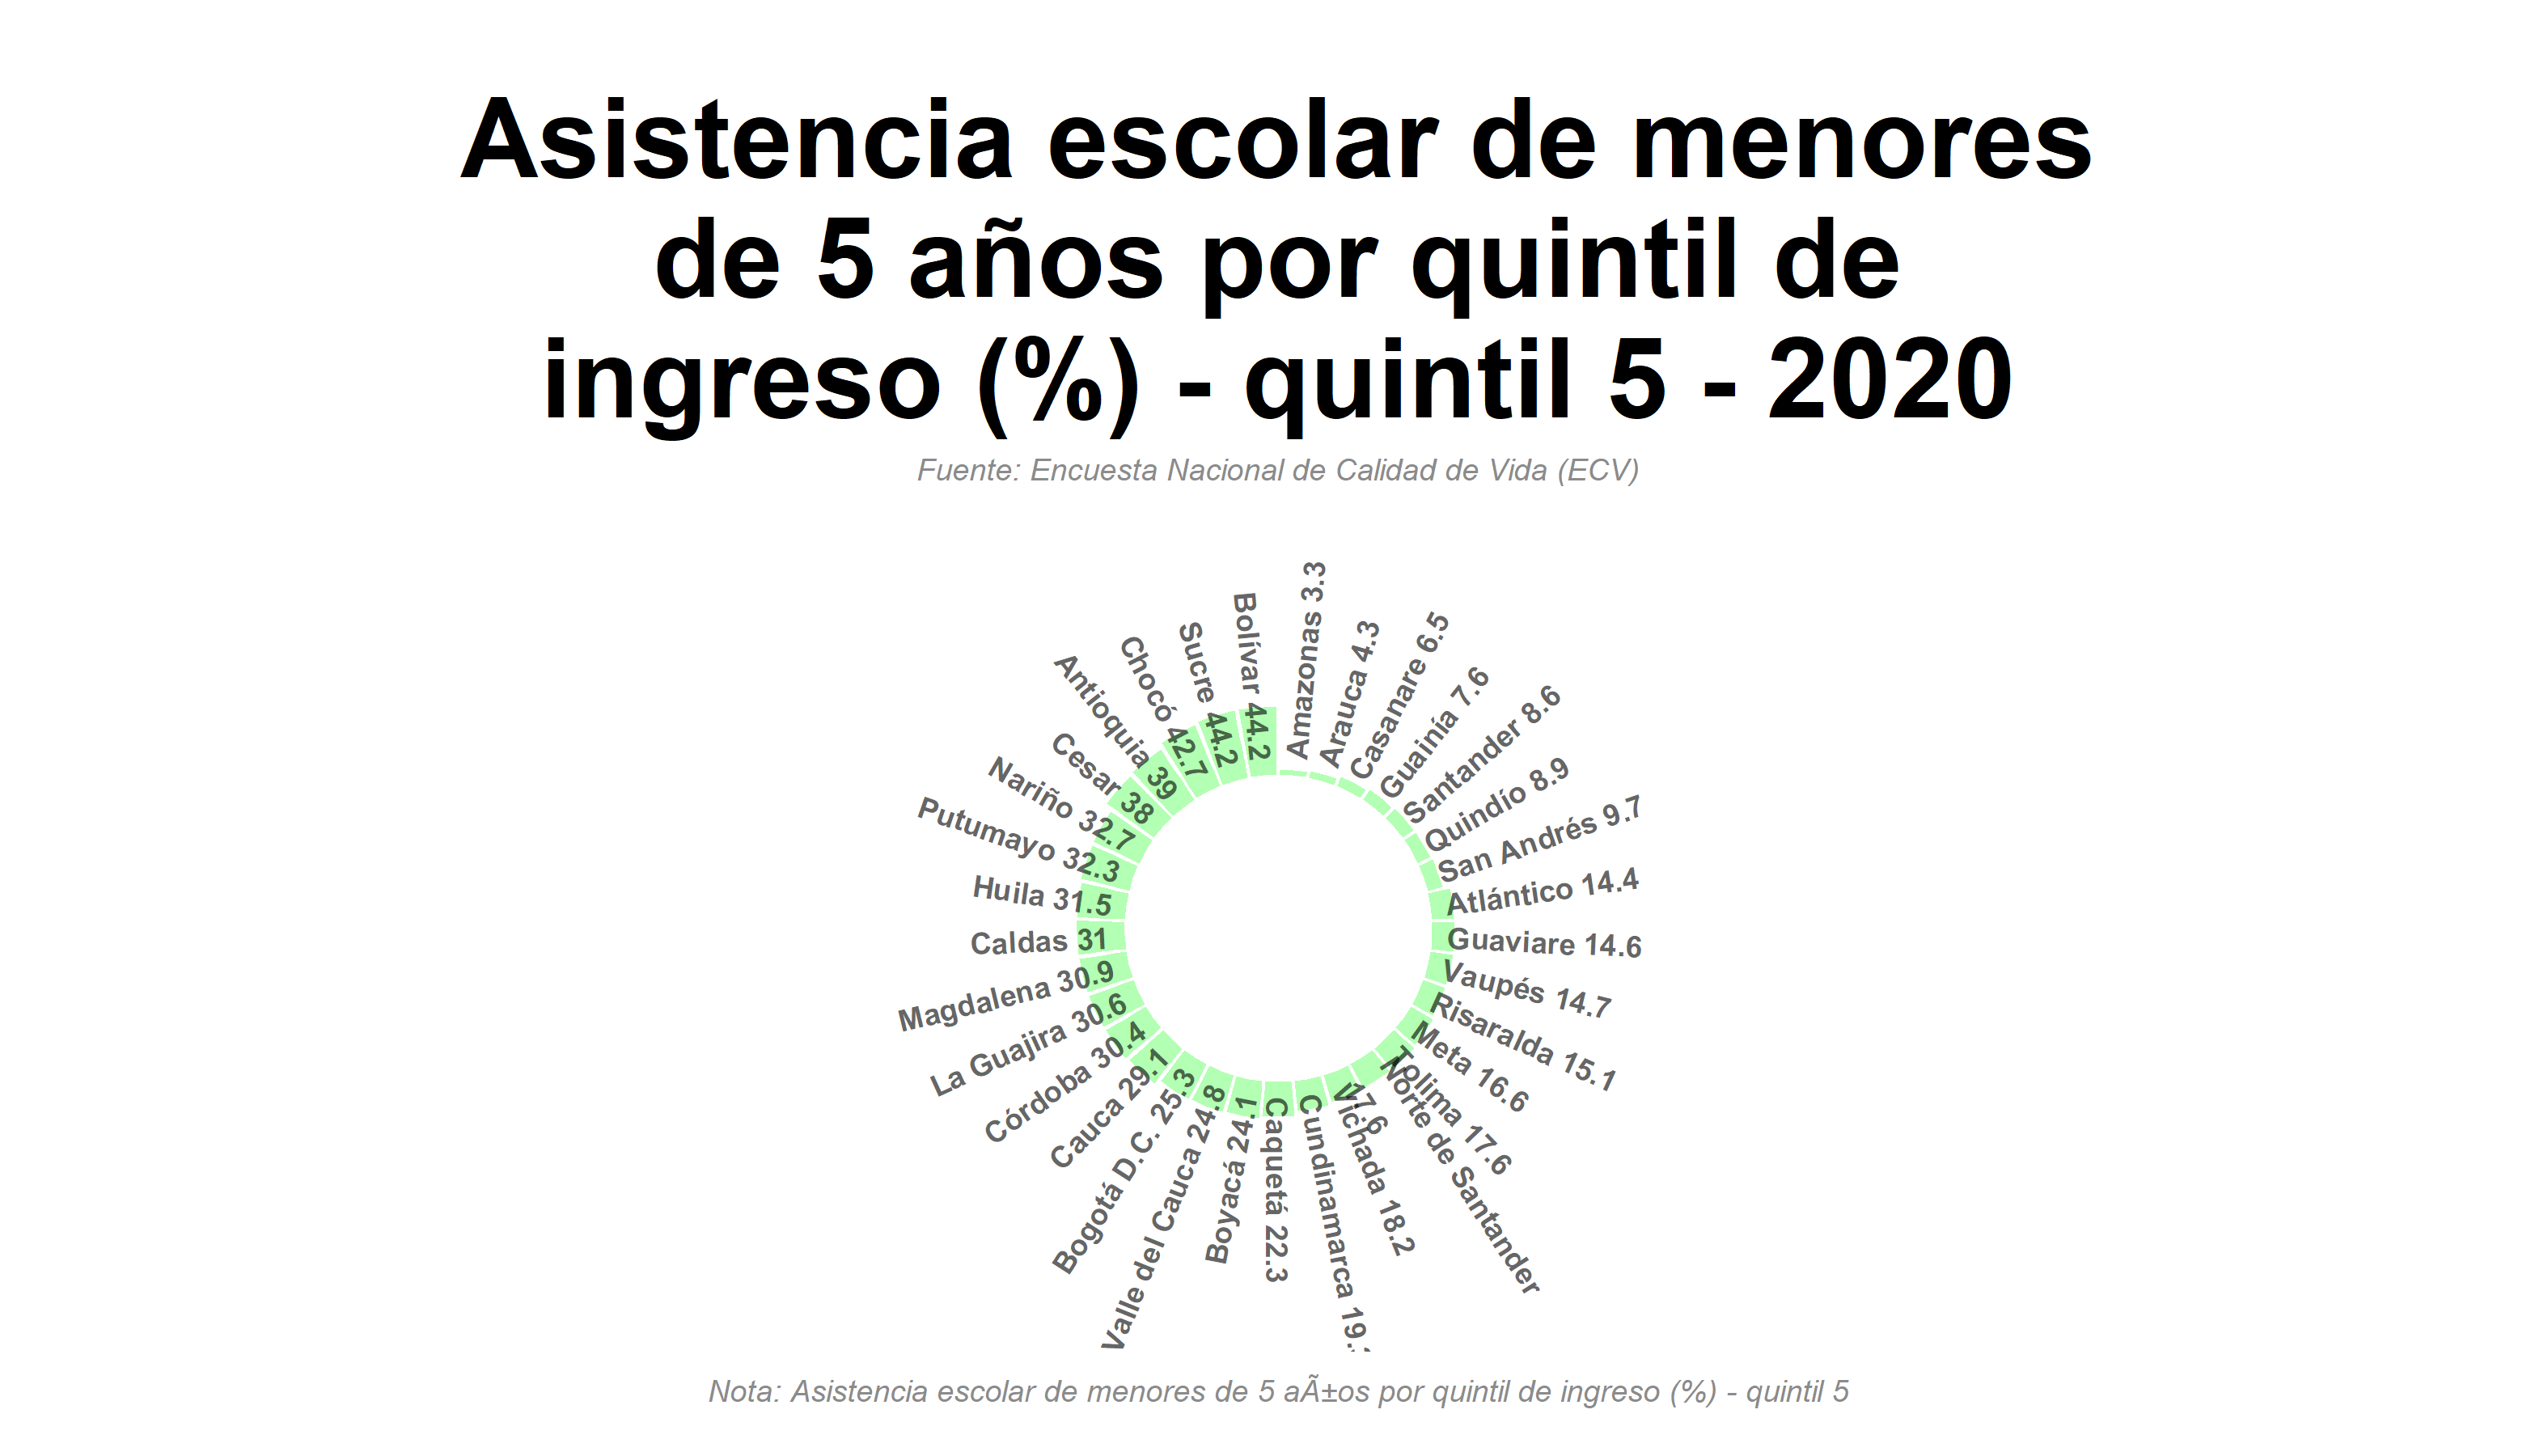 Asistencia escolar de menores
de 5 años por quintil de
ingreso (%) - quintil 5 - 2020
Fuente: Encuesta Nacional de Calidad de Vida (ECV)
Amazonas 3.3
Arauca 4.3
Casanare 6.5
Guainía 7.6
Santander 8.6
Quindío 8.9
San Andrés 9.7
Atlántico 14.4
Guaviare 14.6
Vaupés 14.7
Risaralda 15.1
Meta 16.6
Tolima 17.6
Norte de Santander
17.6
Vichada 18.2
Cundinamarca
Caquetá 22.3
Boyacá 24.1
Valle del Cauca 24.8
Bogotá D.C. 25.3
Cauca 29.1
Córdoba 30.4
La Guajira 30.6
Magdalena 30.9
Caldas 31
Huila 31.5
Putumayo 32.3
Nariño 32.7
Cesar 38
Antioquia 39
Chocó 42.7
Sucre 44.2
Bolívar 44.2
Nota: Asistencia escolar de menores de 5 aÃ±os por quintil de ingreso (%) - quintil 5